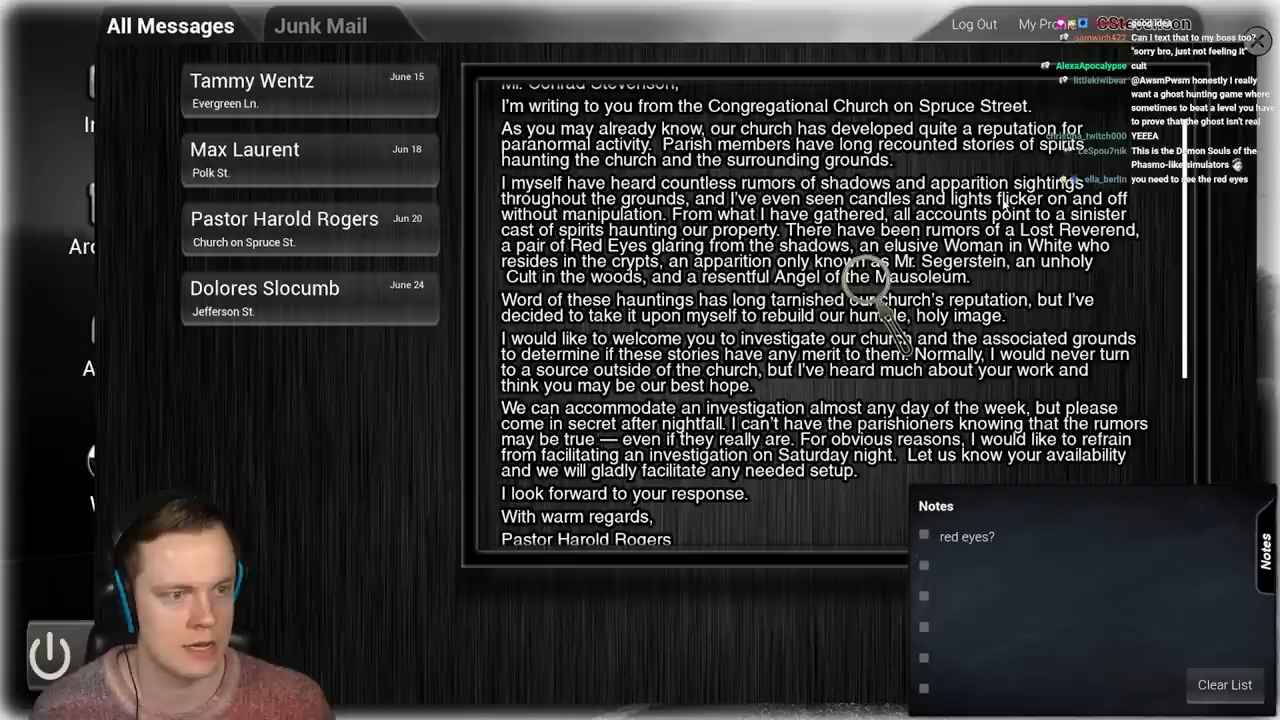 All Messages
Junk Mail
Log Out
CStevenson
Tammy Wentz
June 15
Evergreen Ln.
Max Laurent
Jun 18
Polk St.
Pastor Harold Rogers
Jun 20
Church on Spruce St.
Dolores Slocumb
June 24
Jefferson St.
Mr. Conrad Stevenson,
I'm writing to you from the Congregational Church on Spruce Street.
As you may already know, our church has developed quite a reputation for
paranormal activity. Parish members have long recounted stories of spirits
haunting the church and the surrounding grounds.
I myself have heard countless rumors of shadows and apparition sightings
throughout the grounds, and I've even seen candles and lights flicker on and off
without manipulation. From what I have gathered, all accounts point to a sinister
cast of spirits haunting our property. There have been rumors of a Lost Reverend,
a pair of Red Eyes glaring from the shadows, an elusive Woman in White who
resides in the crypts, an apparition only known as Mr. Segerstein, an unholy
Cult in the woods, and a resentful Angel of the Mausoleum.
Word of these hauntings has long tarnished our church's reputation, but I've
decided to take it upon myself to rebuild our humble, holy image.
I would like to welcome you to investigate our church and the associated grounds
to determine if these stories have any merit to them. Normally, I would never turn
to a source outside of the church, but I've heard much about your work and
think you may be our best hope.
We can accommodate an investigation almost any day of the week, but please
come in secret after nightfall. I can't have the parishioners knowing that the rumors
may be true — even if they really are. For obvious reasons, I would like to refrain
from facilitating an investigation on Saturday night. Let us know your availability
and we will gladly facilitate any needed setup.
I look forward to your response.
With warm regards,
Pastor Harold Rogers
good idea
Can I text that to my boss too?
"sorry bro, just not feeling it"
AlexaApocalypse cult
littlekiwibear @AwsmPwsm honestly I really
want a ghost hunting game where
sometimes to beat a level you have
to prove that the ghost isn't real
christina_twitch000 YEEEA
LeSpou7nik This is the Demon Souls of the
Phasmo-like simulators
ella_berlin you need to see the red eyes
Notes
red eyes?
Notes
Clear List